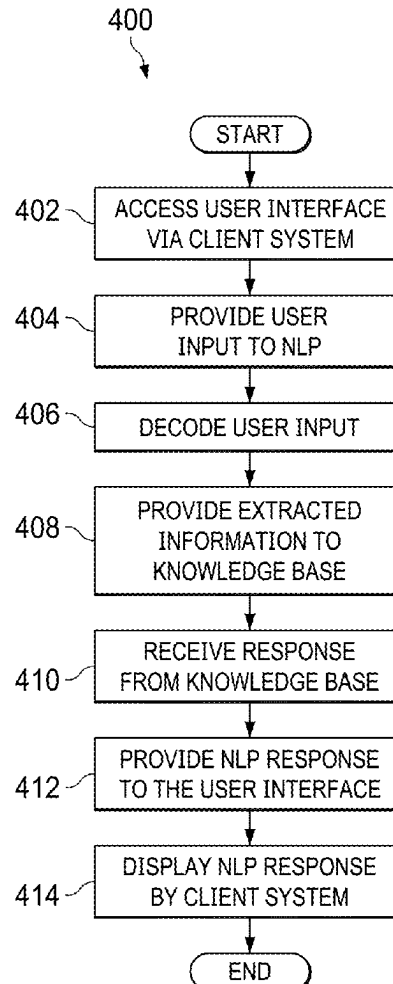 400
START
402
ACCESS USER INTERFACE
VIA CLIENT SYSTEM
404
PROVIDE USER
INPUT TO NLP
406
DECODE USER INPUT
408
PROVIDE EXTRACTED
INFORMATION TO
KNOWLEDGE BASE
410
RECEIVE RESPONSE
FROM KNOWLEDGE BASE
412
PROVIDE NLP RESPONSE
TO THE USER INTERFACE
414
DISPLAY NLP RESPONSE
BY CLIENT SYSTEM
END